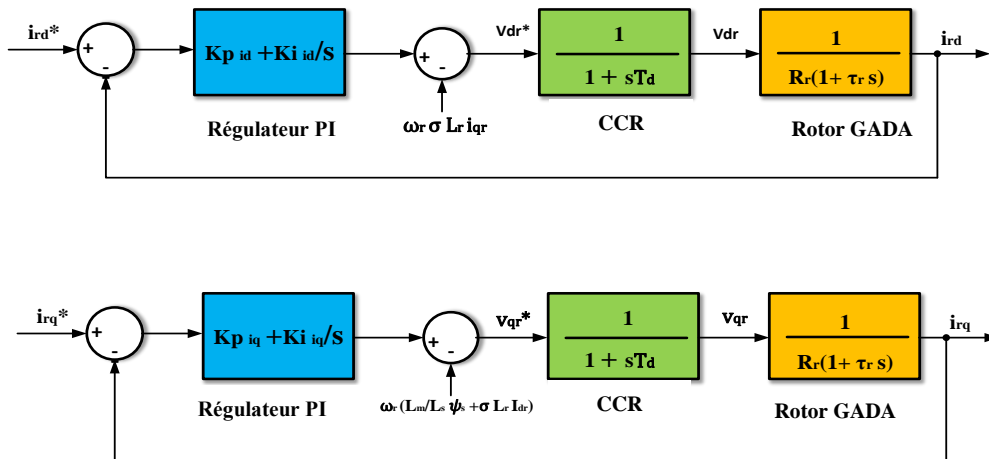 ird*
+
-
Kp id +Ki id/s
Régulateur PI
+
-
ωr σ Lr iqr
Vdr*
1
1 + sTd
CCR
Vdr
1
Rr(1+ τr s)
Rotor GADA
ird
irq*
+
-
Kp iq +Ki iq/s
Régulateur PI
+
-
ωr (Lm/Ls ψs +σ Lr Idr)
vqr*
1
1 + sTd
CCR
Vqr
1
Rr(1+ τr s)
Rotor GADA
irq